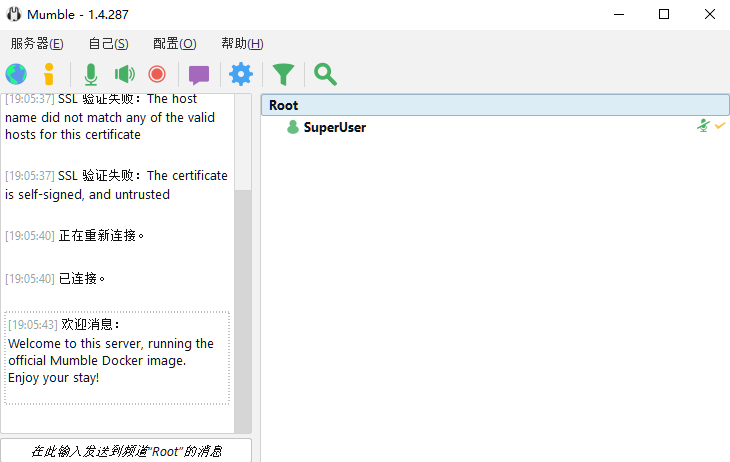 Mumble - 1.4.287
服务器(E) 自己(S) 配置(O) 帮助(H)
[19:05:37] SSL 验证失败：The host
name did not match any of the valid
hosts for this certificate
[19:05:37] SSL 验证失败：The certificate
is self-signed, and untrusted
[19:05:40] 正在重新连接。
[19:05:40] 已连接。
[19:05:43] 欢迎消息：
Welcome to this server, running the
official Mumble Docker image.
Enjoy your stay!
在此输入发送到频道"Root"的消息
Root
SuperUser